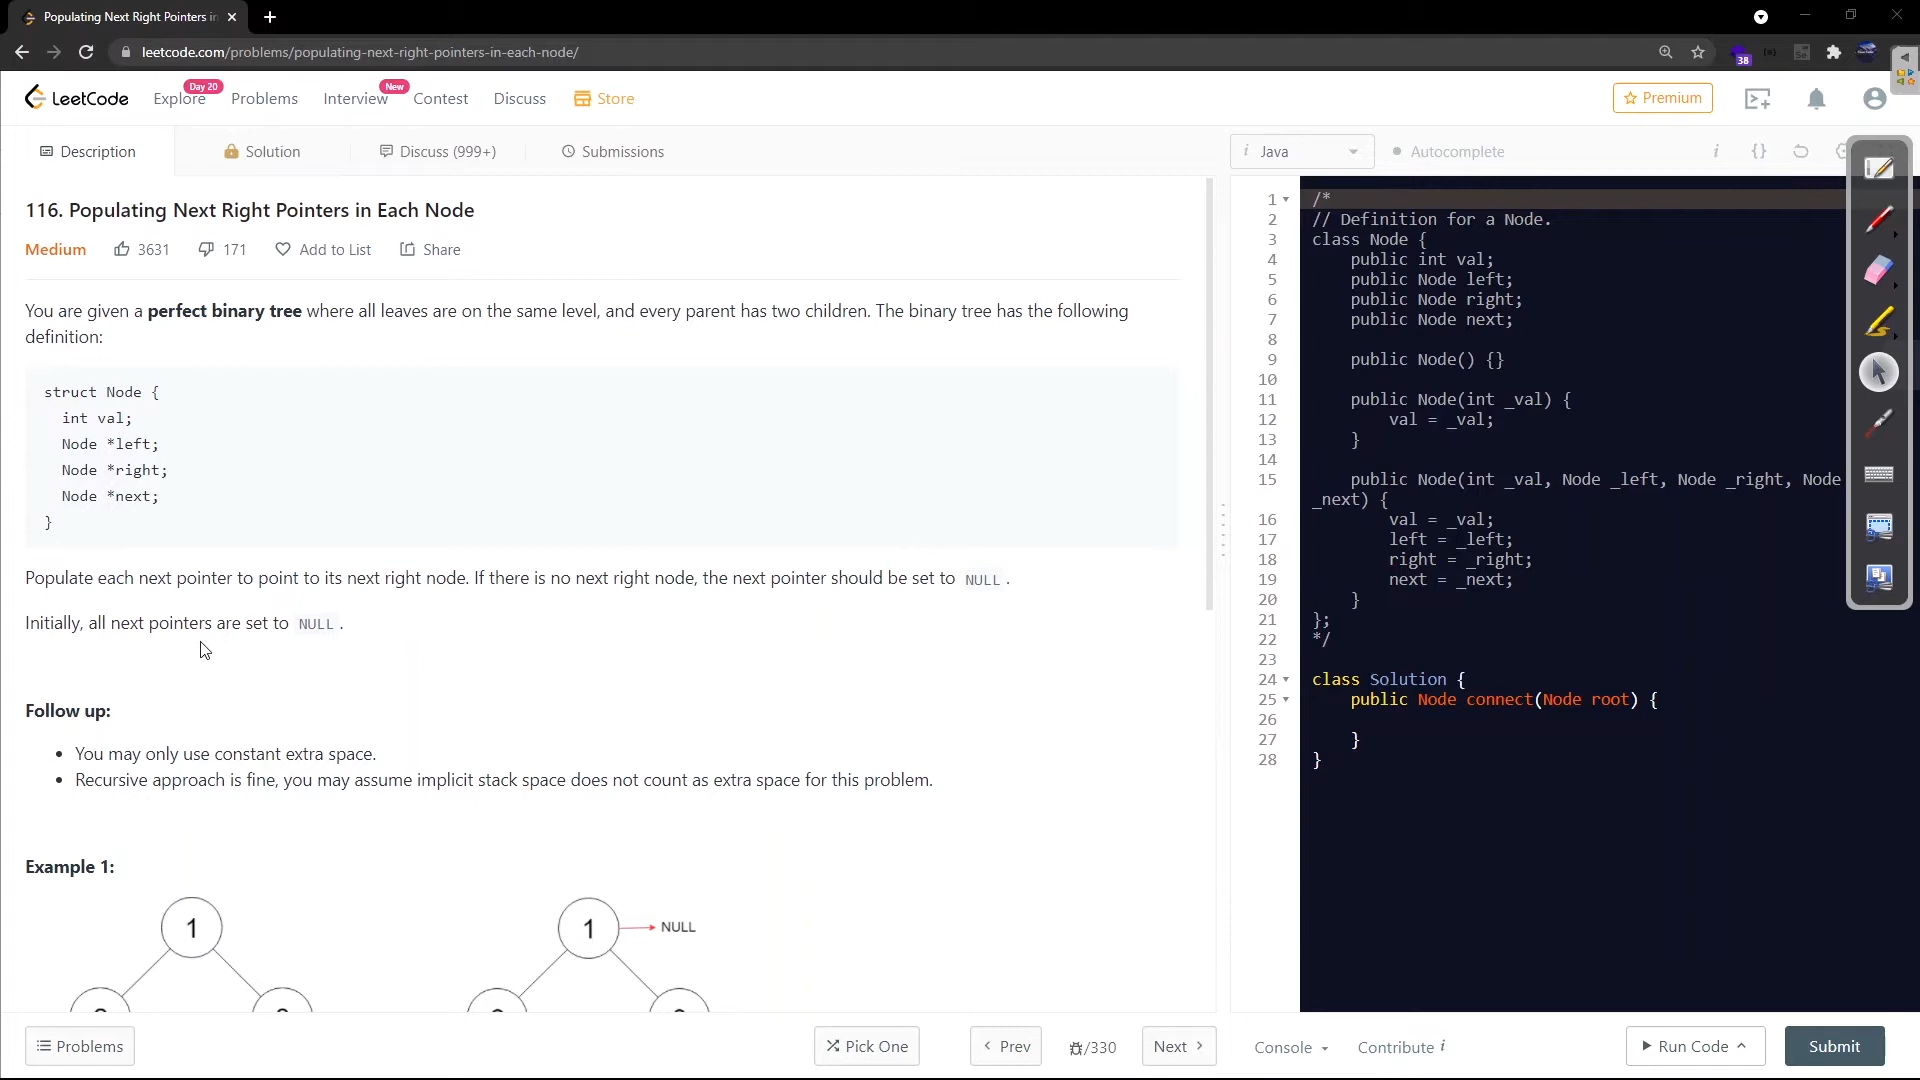 Populating Next Right Pointers in
leetcode.com/problems/populating-next-right-pointers-in-each-node/
38
LeetCode
Explore
Day 20
Problems
Interview
New
Contest
Discuss
Store
Premium
Description
Solution
Discuss (999+)
Submissions
i Java
Autocomplete
i {}
116. Populating Next Right Pointers in Each Node
Medium 3631 171 Add to List Share
You are given a perfect binary tree where all leaves are on the same level, and every parent has two children. The binary tree has the following
definition:
struct Node {
int val;
Node *left;
Node *right;
Node *next;
}
Populate each next pointer to point to its next right node. If there is no next right node, the next pointer should be set to NULL.
Initially, all next pointers are set to NULL.
Follow up:
• You may only use constant extra space.
• Recursive approach is fine, you may assume implicit stack space does not count as extra space for this problem.
Example 1:
1
1 NULL
1 /*
2 // Definition for a Node.
3 class Node {
4 public int val;
5 public Node left;
6 public Node right;
7 public Node next;
8
9 public Node() {}
10
11 public Node(int _val) {
12 val = _val;
13 }
14
15 public Node(int _val, Node _left, Node _right, Node
_next) {
16 val = _val;
17 left = _left;
18 right = _right;
19 next = _next;
20 }
21 };
22 */
23
24 class Solution {
25 public Node connect(Node root) {
26
27 }
28 }
Problems
Pick One
Prev
/330
Next
Console
Contribute i
Run Code
Submit